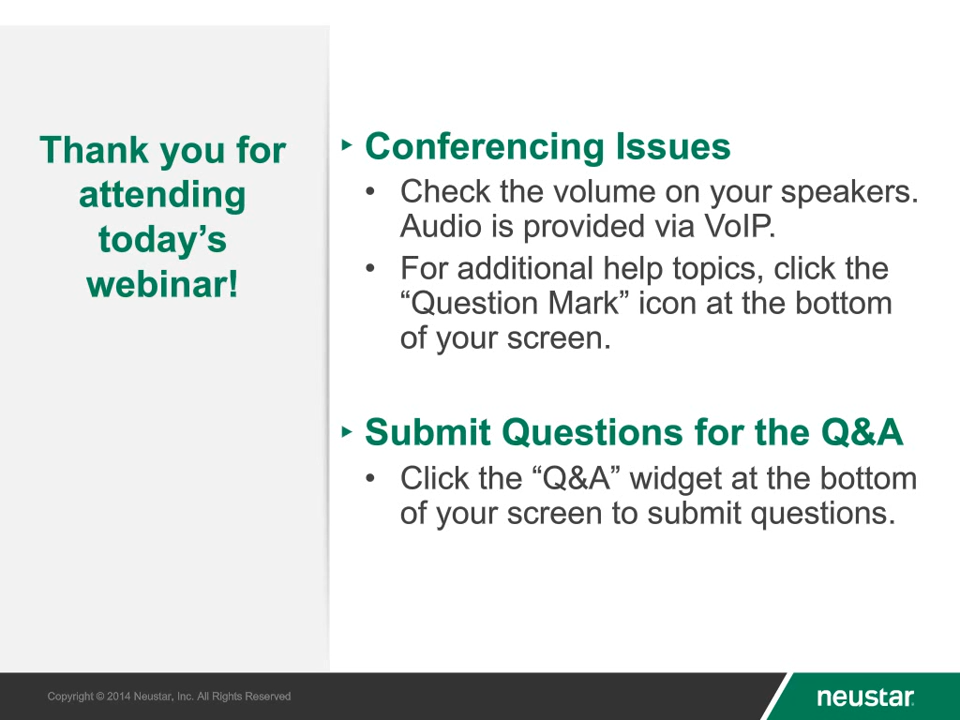 Thank you for
attending
today’s
webinar!
‣ Conferencing Issues
• Check the volume on your speakers.
Audio is provided via VoIP.
• For additional help topics, click the
“Question Mark” icon at the bottom
of your screen.
‣ Submit Questions for the Q&A
• Click the “Q&A” widget at the bottom
of your screen to submit questions.
Copyright © 2014 Neustar, Inc. All Rights Reserved
neustar